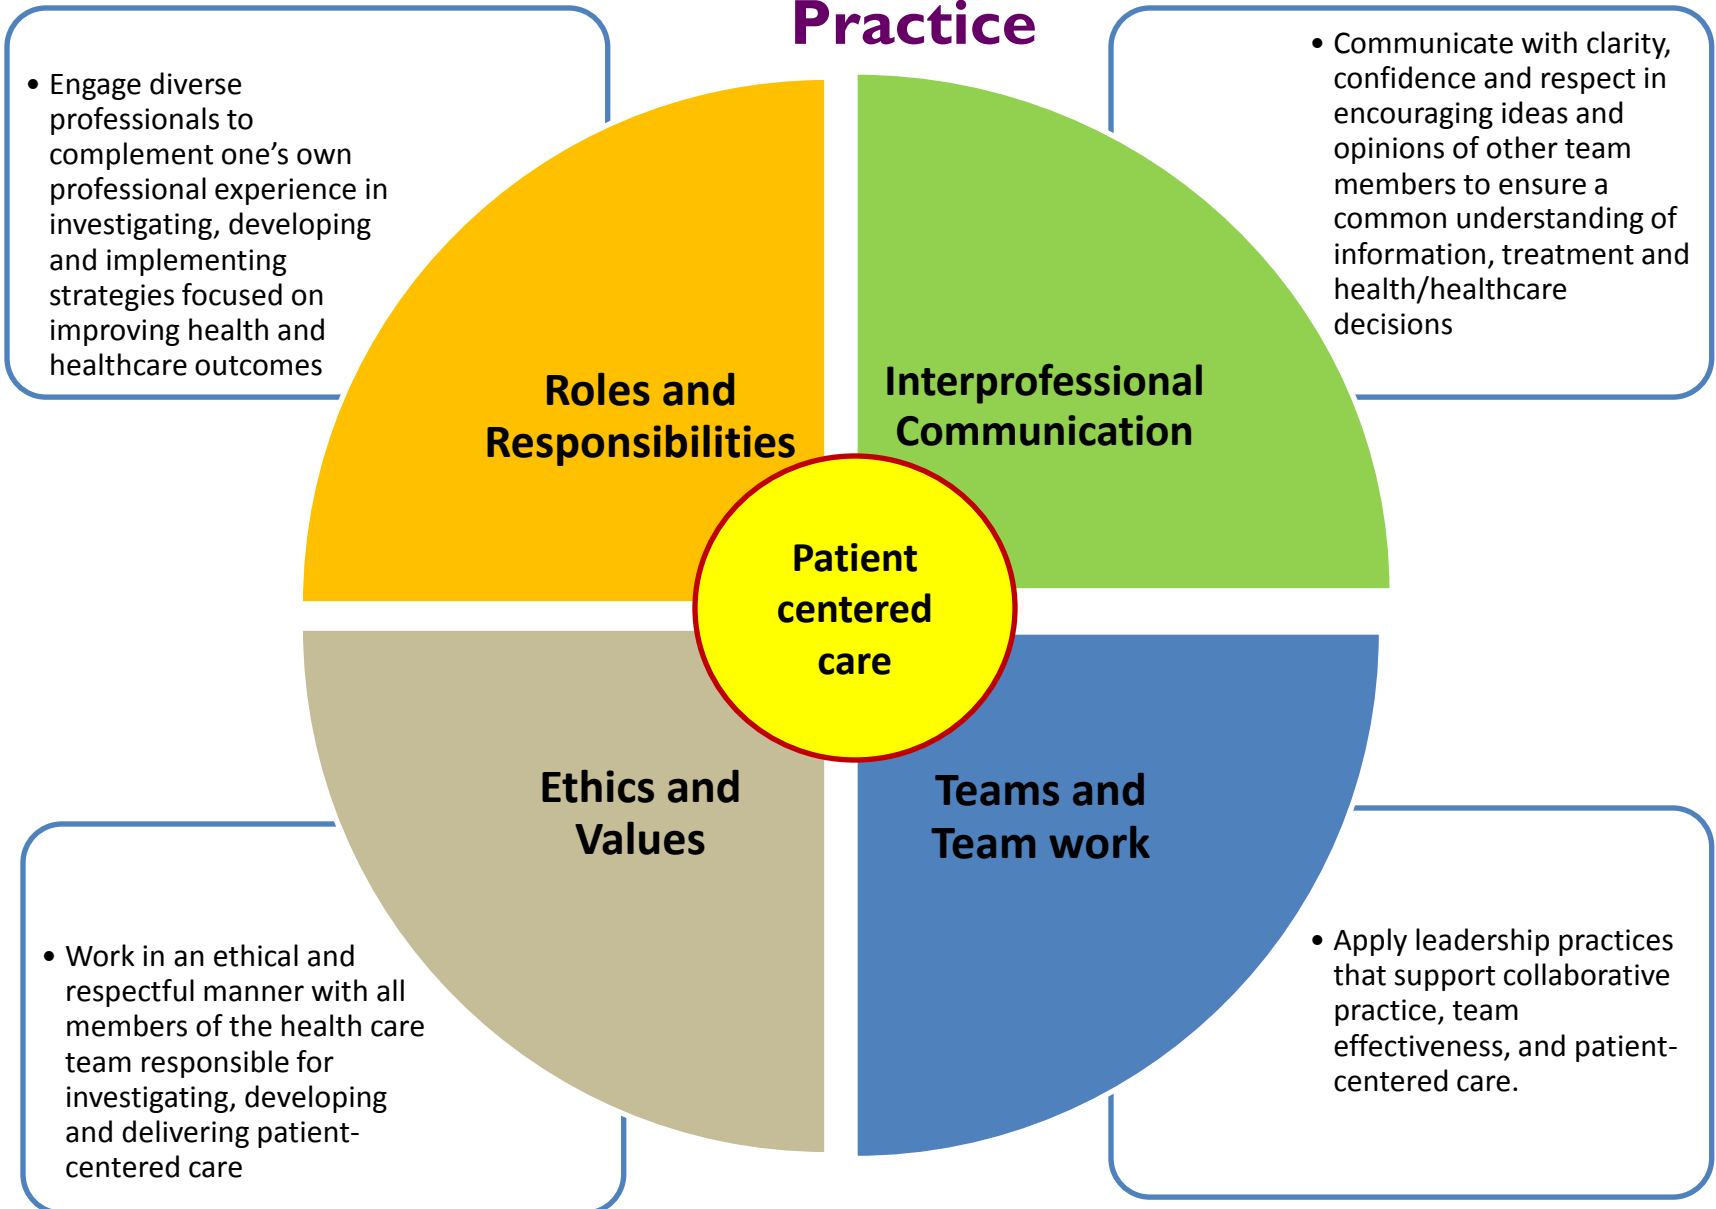 Practice
• Engage diverse
professionals to
complement one’s own
professional experience in
investigating, developing
and implementing
strategies focused on
improving health and
healthcare outcomes
• Communicate with clarity,
confidence and respect in
encouraging ideas and
opinions of other team
members to ensure a
common understanding of
information, treatment and
health/healthcare
decisions
Roles and
Responsibilities
Interprofessional
Communication
Patient
centered
care
Ethics and
Values
Teams and
Team work
• Work in an ethical and
respectful manner with all
members of the health care
team responsible for
investigating, developing
and delivering patient-
centered care
• Apply leadership practices
that support collaborative
practice, team
effectiveness, and patient-
centered care.